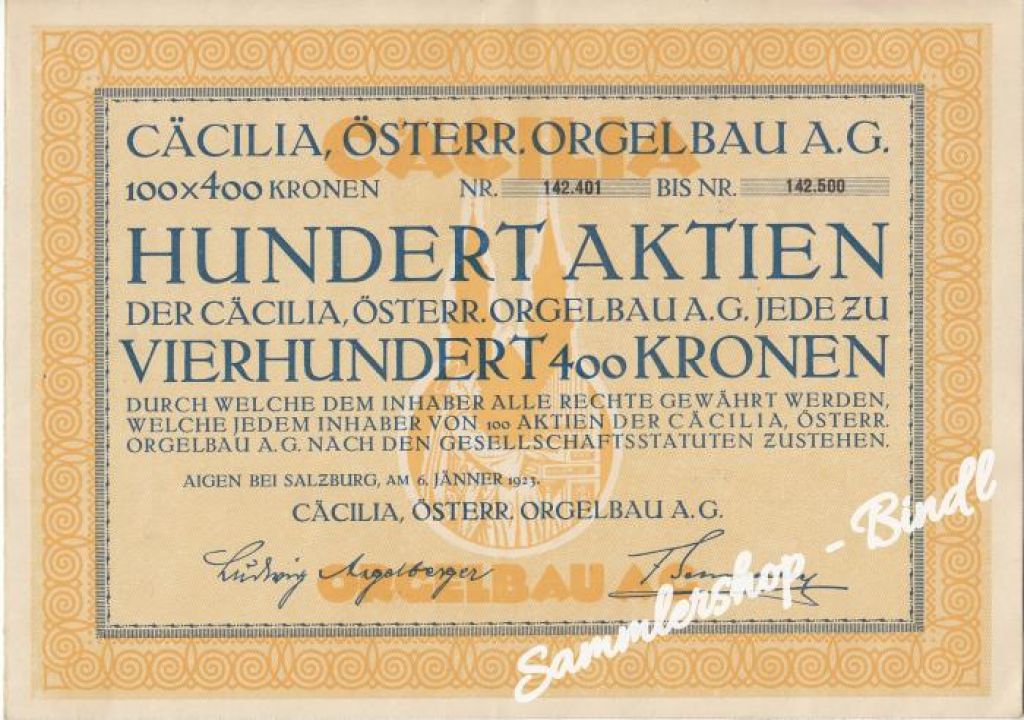 CÄCILIA
CÄCILIA, ÖSTERR. ORGELBAU A.G.
100×400 KRONEN NR. 142.401 BIS NR. 142.500
HUNDERT AKTIEN
DER CÄCILIA, ÖSTERR. ORGELBAU A.G. JEDE ZU
VIERHUNDERT 400 KRONEN
DURCH WELCHE DEM INHABER ALLE RECHTE GEWÄHRT WERDEN,
WELCHE JEDEM INHABER VON 100 AKTIEN DER CÄCILIA, ÖSTERR.
ORGELBAU A.G. NACH DEN GESELLSCHAFTSSTATUTEN ZUSTEHEN.
AIGEN BEI SALZBURG, AM 6. JÄNNER 1923.
CÄCILIA, ÖSTERR. ORGELBAU A.G.
Ludwig
ORGELBAU A.G.
Sammlershop - Bindl